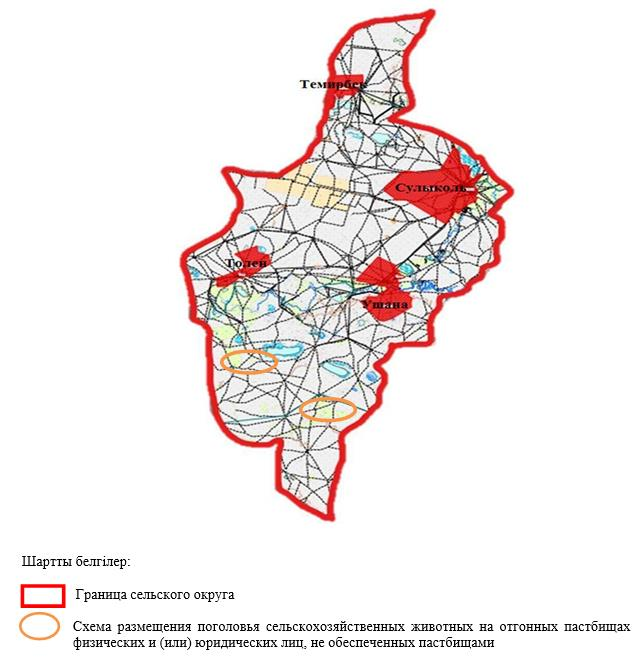 Темирбек
Сулыколь
Толен
Ушана
Шартты белгілер:
Граница сельского округа
Схема размещения поголовья сельскохозяйственных животных на отгонных пастбищах
физических и (или) юридических лиц, не обеспеченных пастбищами